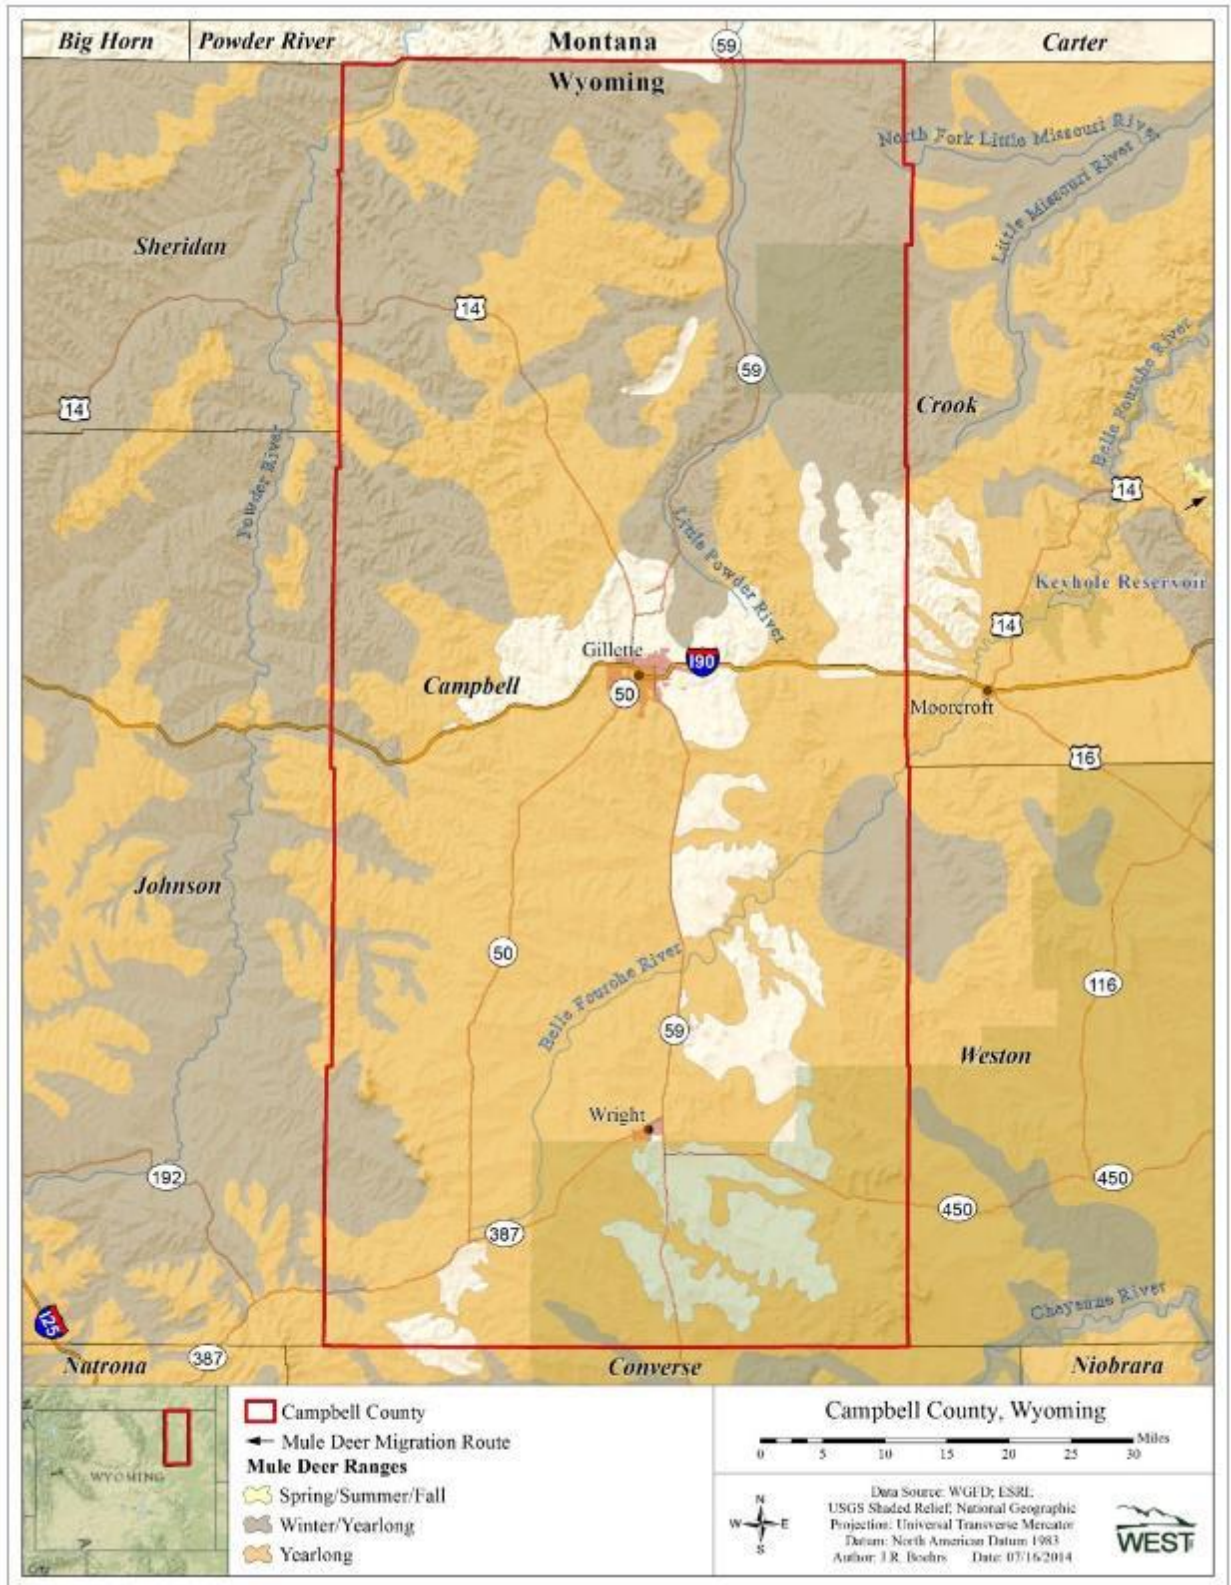 Big Horn
Powder River
Montana
59
Carter
Wyoming
North Fork Little Missouri River
Little Missouri River
Sheridan
14
59
Belle Fourche River
14
Crook
Powder River
14
Little Powder River
Keyhole Reservoir
14
Gillette
I90
Campbell
50
Moorcroft
16
Johnson
50
Belle Fourche River
116
59
Weston
Wright
192
450
450
387
Cheyenne River
I25
Natrona
387
Converse
Niobrara
WYOMING
Campbell County
Mule Deer Migration Route
Mule Deer Ranges
Spring/Summer/Fall
Winter/Yearlong
Yearlong
Campbell County, Wyoming
Miles
0 5 10 15 20 25 30
N
W E
S
Data Source: WGFD; ESRI;
USGS Shaded Relief; National Geographic
Projection: Universal Transverse Mercator
Datum: North American Datum 1983
Author: J.R. Boehrs Date: 07/16/2014
WEST